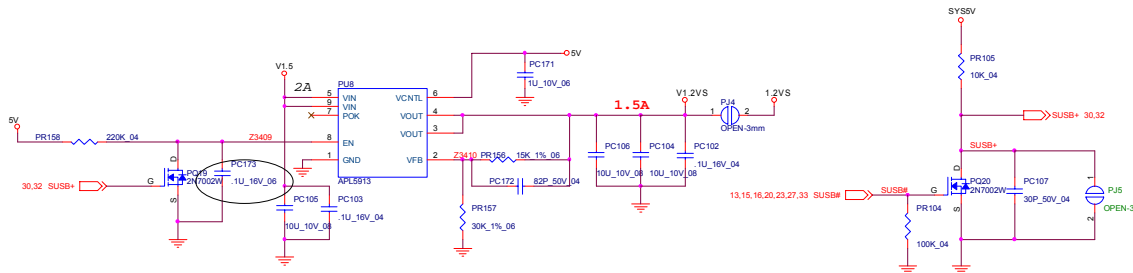 SYS5V
V1.5
2A
PU8
5
9
7
VIN
VIN
POK
VCNTL
6
VOUT
4
VOUT
3
8
EN
1
GND
VFB
2
APL5913
5V
PC171
1U_10V_06
1.5A
V1.2VS
PJ4
1
2
OPEN-3mm
1.2VS
PR105
10K_04
SUSB+ 30,32
SUSB+
5V
PR158
220K_04
Z3409
D
G
S
PQ19
2N7002W
30,32 SUSB+
PC173
.1U_16V_06
PC105
10U_10V_08
PC103
.1U_16V_04
Z3410
PR156
15K_1%_06
PC172
82P_50V_04
PR157
30K_1%_06
PC106
10U_10V_08
PC104
10U_10V_08
PC102
.1U_16V_04
13,15,16,20,23,27,33 SUSB#
SUSB#
PR104
100K_04
D
G
S
PQ20
2N7002W
PC107
30P_50V_04
1
PJ5
OPEN-3
2